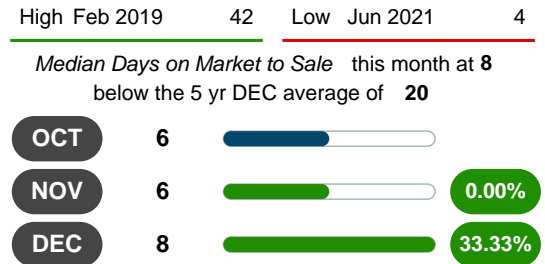 High Feb 2019 42 Low Jun 2021 4
Median Days on Market to Sale this month at 8
below the 5 yr DEC average of 20
OCT 6
NOV 6 0.00%
DEC 8 33.33%